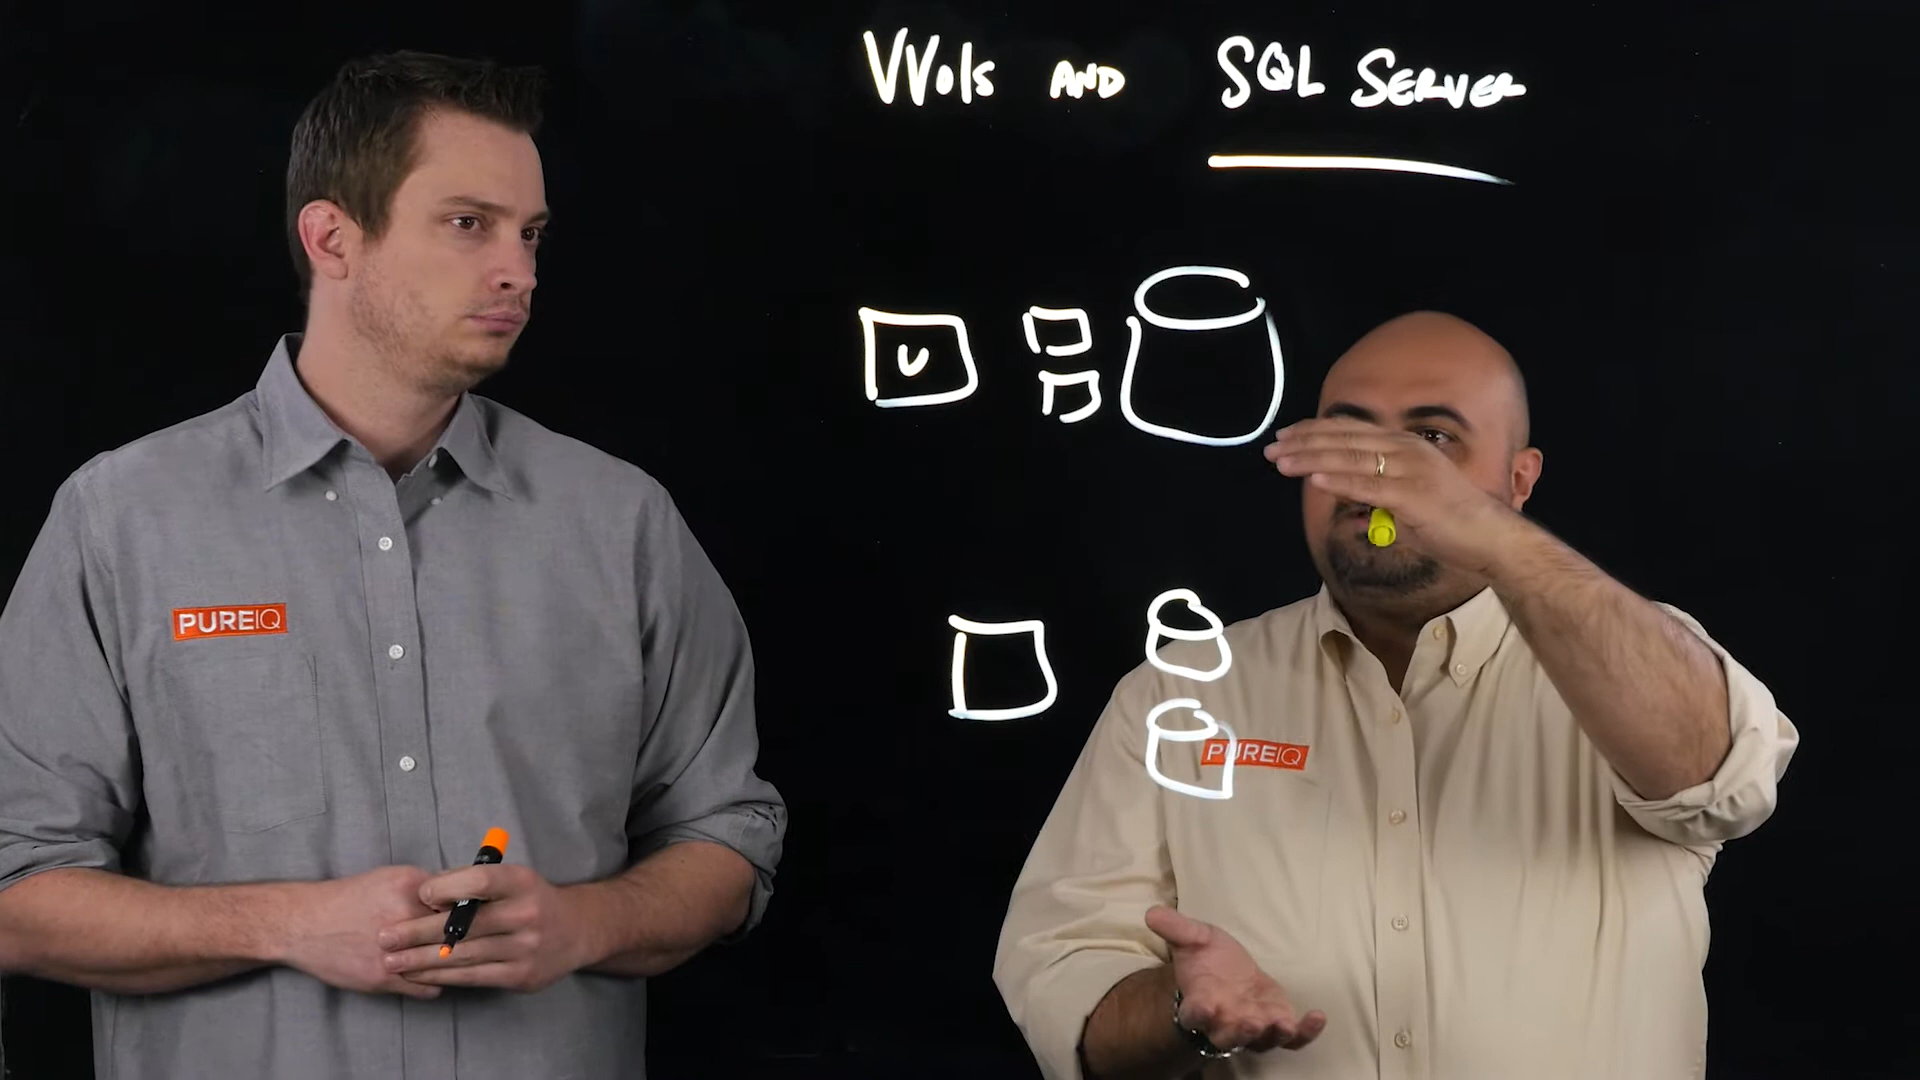 VVols AND SQL SERVER
V
PUREIQ
PUREIQ